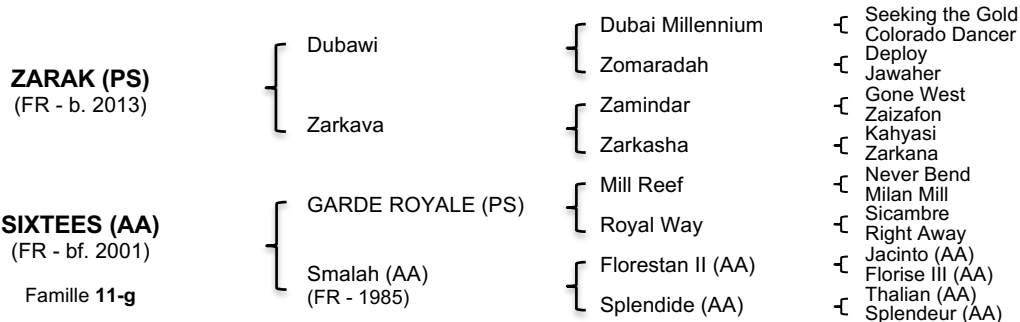 ZARAK (PS)
(FR - b. 2013)
Dubawi
Zarkava
Dubai Millennium
Zomaradah
Zamindar
Zarkasha
Seeking the Gold
Colorado Dancer
Deploy
Jawaher
Gone West
Zaizafon
Kahyasi
Zarkana
SIXTEES (AA)
(FR - bf. 2001)
Famille 11-g
GARDE ROYALE (PS)
Smalah (AA)
(FR - 1985)
Mill Reef
Royal Way
Florestan II (AA)
Splendide (AA)
Never Bend
Milan Mill
Sicambre
Right Away
Jacinto (AA)
Florise III (AA)
Thalian (AA)
Splendeur (AA)